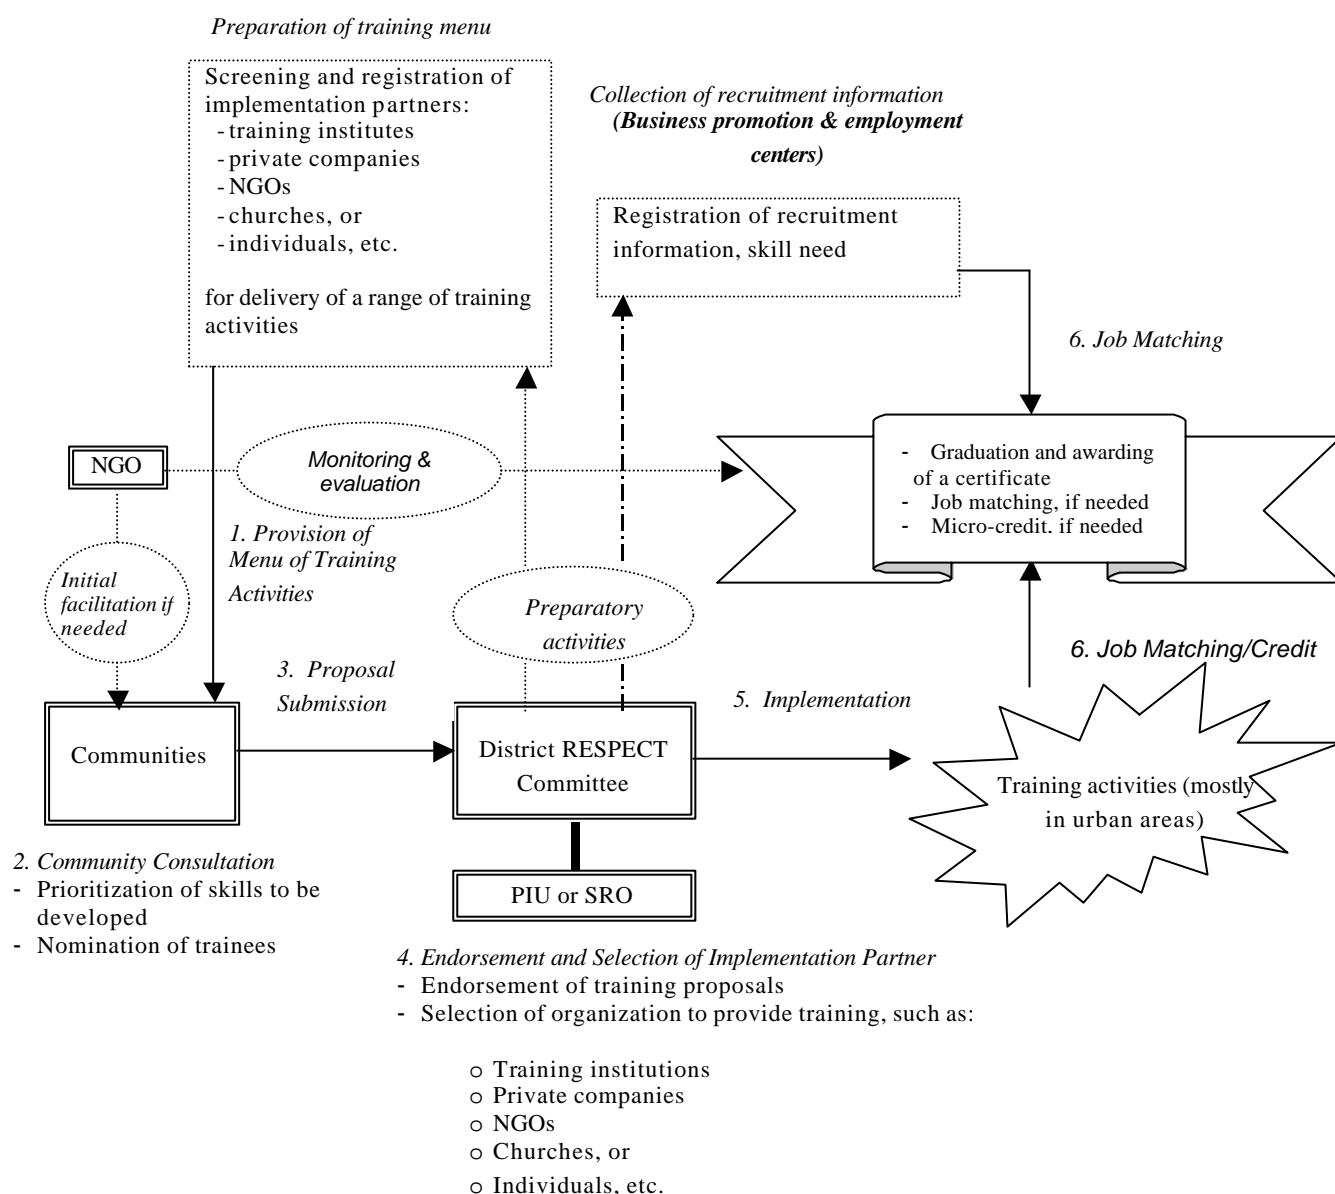 Preparation of training menu
Screening and registration of
implementation partners:
- training institutes
- private companies
- NGOs
- churches, or
- individuals, etc.
for delivery of a range of training
activities
Collection of recruitment information
(Business promotion & employment
centers)
Registration of recruitment
information, skill need
6. Job Matching
NGO
Monitoring &
evaluation
- Graduation and awarding
of a certificate
- Job matching, if needed
- Micro-credit. if needed
1. Provision of
Menu of Training
Activities
Initial
facilitation if
needed
Preparatory
activities
6. Job Matching/Credit
3. Proposal
Submission
5. Implementation
Communities
District RESPECT
Committee
Training activities (mostly
in urban areas)
PIU or SRO
2. Community Consultation
- Prioritization of skills to be
developed
- Nomination of trainees
4. Endorsement and Selection of Implementation Partner
- Endorsement of training proposals
- Selection of organization to provide training, such as:
o Training institutions
o Private companies
o NGOs
o Churches, or
o Individuals, etc.